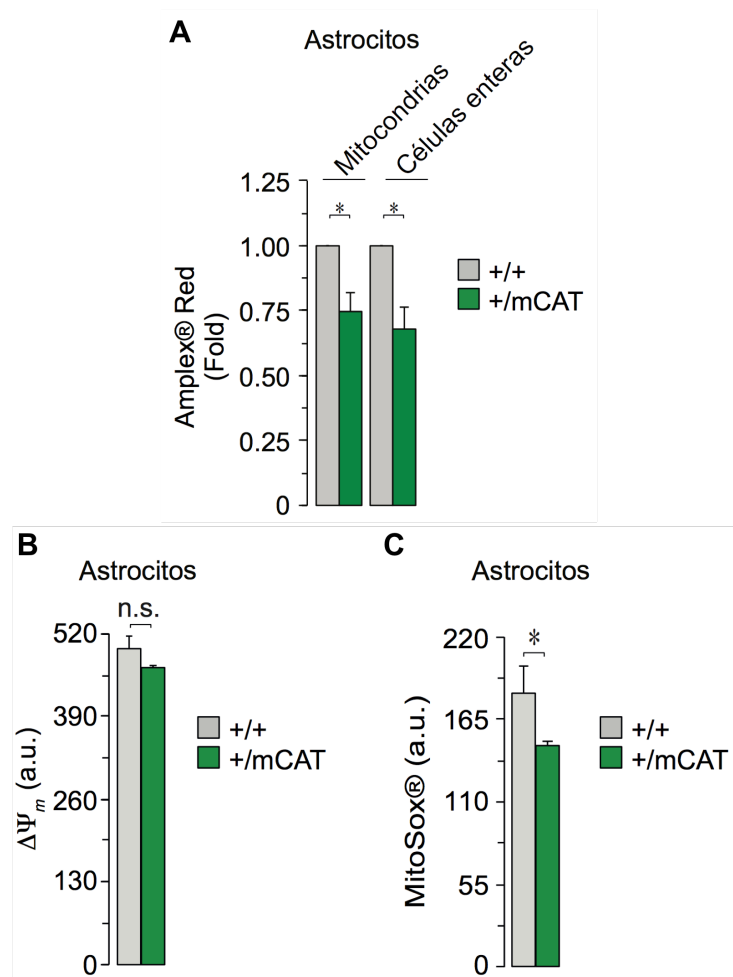 A
Astrocitos
Mitocondrias
Células enteras
1.25
1.00
0.75
0.50
0.25
0
Amplex® Red
(Fold)
*
*
+/+
+/mCAT
B
Astrocitos
n.s.
520
390
260
130
0
ΔΨm (a.u.)
+/+
+/mCAT
C
Astrocitos
*
220
165
110
55
0
MitoSox® (a.u.)
+/+
+/mCAT